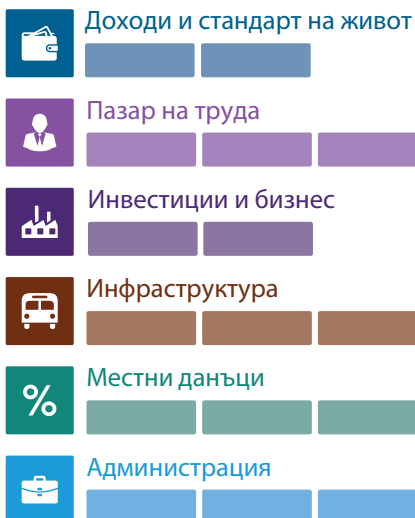 Доходи и стандарт на живот
Пазар на труда
Инвестиции и бизнес
Инфраструктура
%
Местни данъци
Администрация